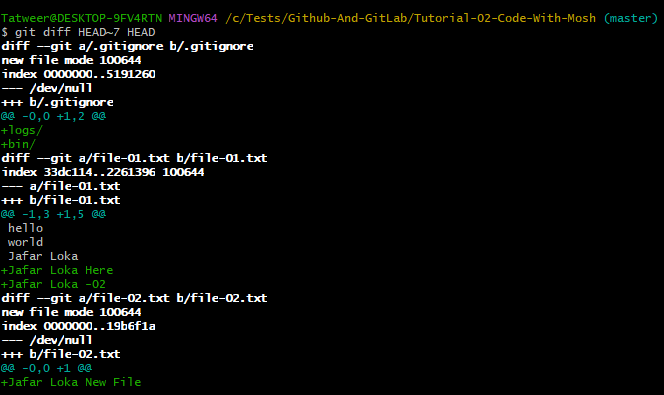 Tatweer@DESKTOP-9FV4RTN MINGW64 /c/Tests/Github-And-GitLab/Tutorial-02-Code-With-Mosh (master)
$ git diff HEAD~7 HEAD
diff --git a/.gitignore b/.gitignore
new file mode 100644
index 0000000..5191260
--- /dev/null
+++ b/.gitignore
@@ -0,0 +1,2 @@
+logs/
+bin/
diff --git a/file-01.txt b/file-01.txt
index 33dc114..2261396 100644
--- a/file-01.txt
+++ b/file-01.txt
@@ -1,3 +1,5 @@
 hello
 world
 Jafar Loka
+Jafar Loka Here
+Jafar Loka -02
diff --git a/file-02.txt b/file-02.txt
new file mode 100644
index 0000000..19b6f1a
--- /dev/null
+++ b/file-02.txt
@@ -0,0 +1 @@
+Jafar Loka New File